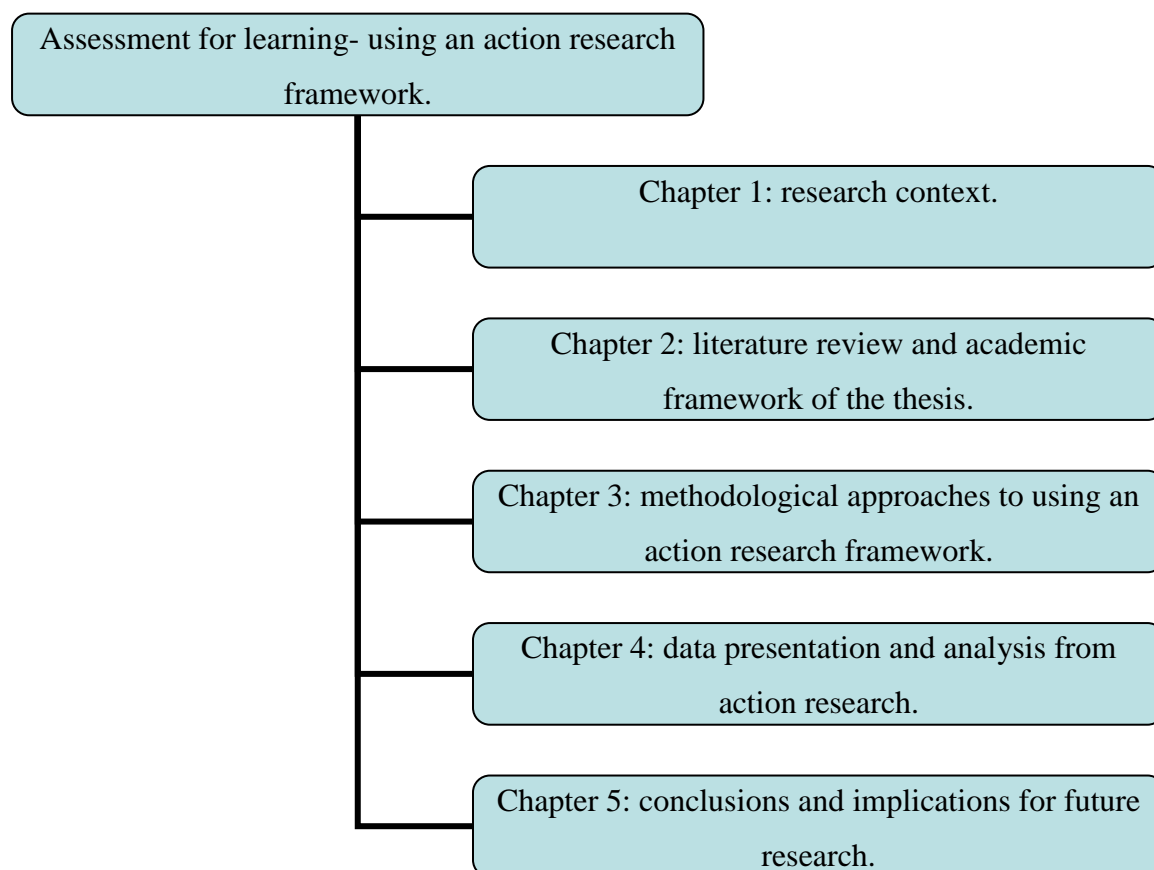 Assessment for learning- using an action research
framework.
Chapter 1: research context.
Chapter 2: literature review and academic
framework of the thesis.
Chapter 3: methodological approaches to using an
action research framework.
Chapter 4: data presentation and analysis from
action research.
Chapter 5: conclusions and implications for future
research.